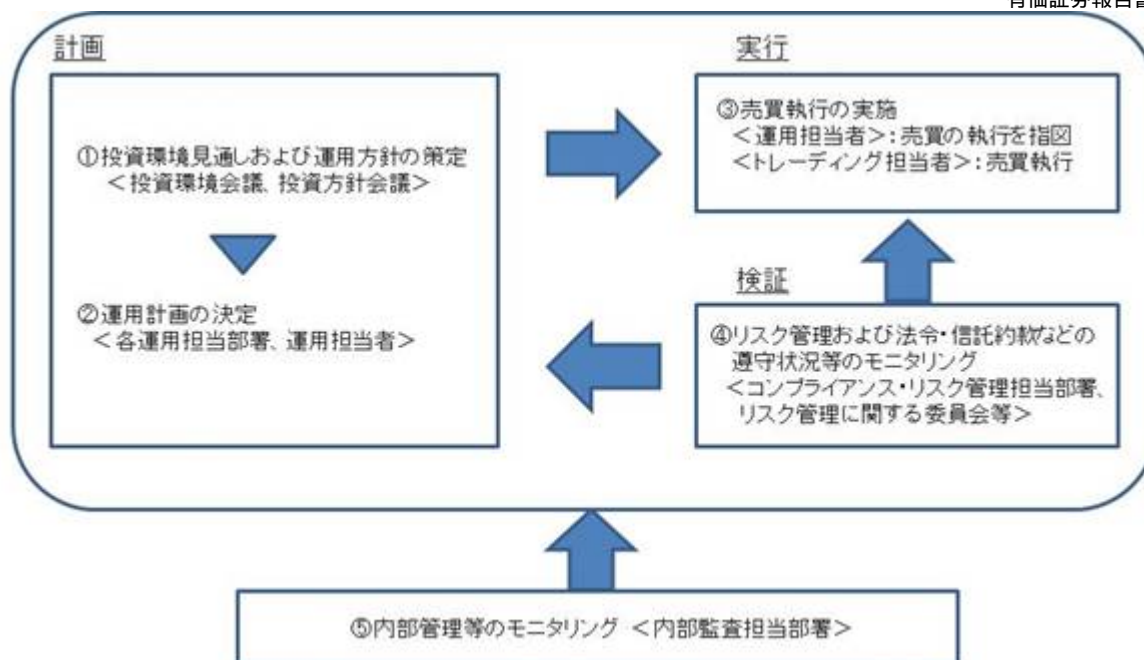 有価証券報告書
計画
①投資環境見通しおよび運用方針の策定
＜投資環境会議、投資方針会議＞
②運用計画の決定
＜各運用担当部署、運用担当者＞
実行
③売買執行の実施
＜運用担当者＞：売買の執行を指図
＜トレーディング担当者＞：売買執行
検証
④リスク管理および法令・信託約款などの
遵守状況等のモニタリング
＜コンプライアンス・リスク管理担当部署、
リスク管理に関する委員会等＞
⑤内部管理等のモニタリング ＜内部監査担当部署＞